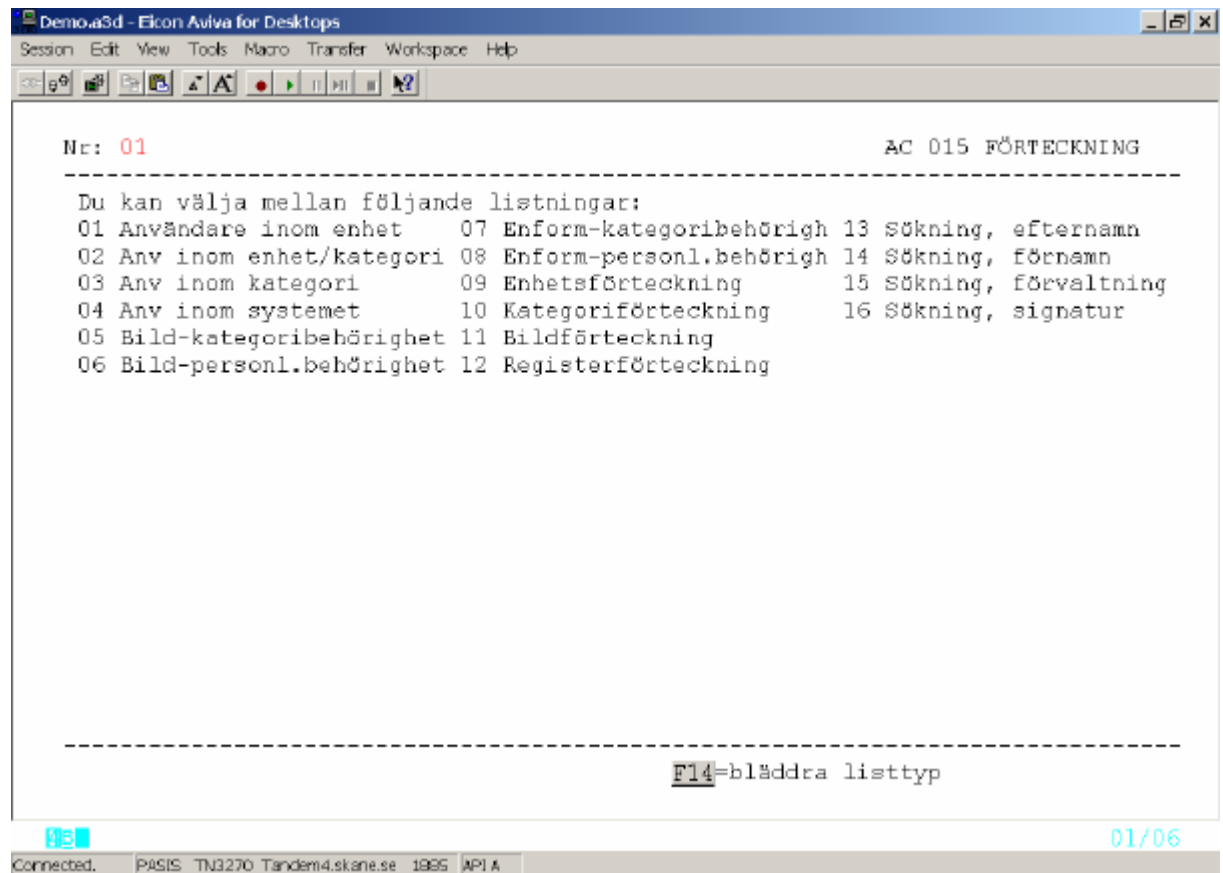 Demo.a3d - Eicon Aviva for Desktops
Session Edit View Tools Macro Transfer Workspace Help
Nr: 01 AC 015 FÖRTECKNING
Du kan välja mellan följande listningar:
01 Användare inom enhet 07 Enform-kategoribehörigh 13 Sökning, efternamn
02 Anv inom enhet/kategori 08 Enform-personl.behörigh 14 Sökning, förnamn
03 Anv inom kategori 09 Enhetsförteckning 15 Sökning, förvaltning
04 Anv inom systemet 10 Kategoriförteckning 16 Sökning, signatur
05 Bild-kategoribehörighet 11 Bildförteckning
06 Bild-personl.behörighet 12 Registerförteckning
F14=bläddra listtyp
01/06
Connected. PASIS TN3270 Tandem4.skane.se API A